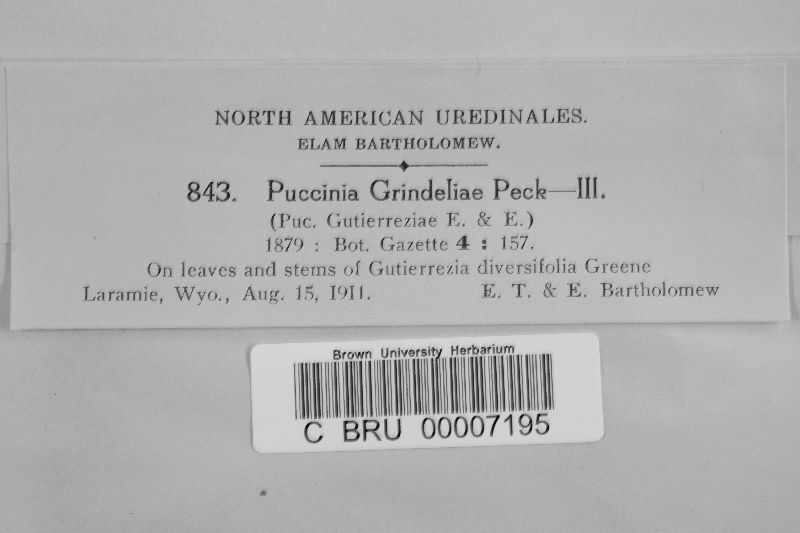 NORTH AMERICAN UREDINALES.
ELAM BARTHOLOMEW.
843. Puccinia Grindeliae Peck—III.
(Puc. Gutierreziae E. & E.)
1879 : Bot. Gazette 4 : 157.
On leaves and stems of Gutierrezia diversifolia Greene
Laramie, Wyo., Aug. 15, 1911. E. T. & E. Bartholomew
Brown University Herbarium
C BRU 00007195